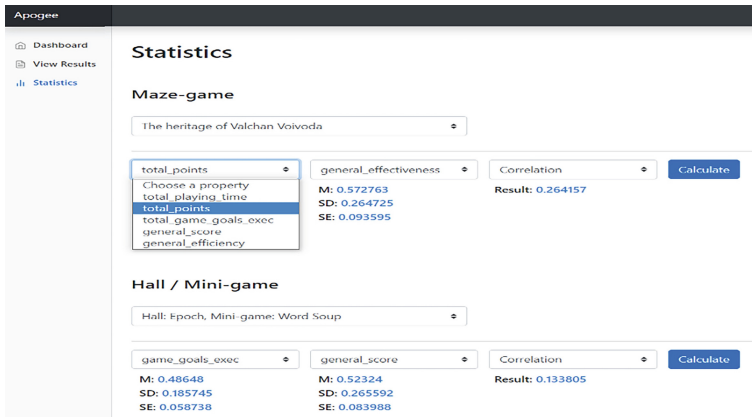 Apogee
Dashboard
View Results
Statistics
Statistics
Maze-game
The heritage of Valchan Voivoda
total_points general_effectiveness Correlation Calculate
Choose a property
total_playing_time
total_points
total_game_goals_exec
general_score
general_efficiency
M: 0.572763
SD: 0.264725
SE: 0.093595
Result: 0.264157
Hall / Mini-game
Hall: Epoch, Mini-game: Word Soup
game_goals_exec general_score Correlation Calculate
M: 0.48648 M: 0.52324 Result: 0.133805
SD: 0.185745 SD: 0.265592
SE: 0.058738 SE: 0.083988